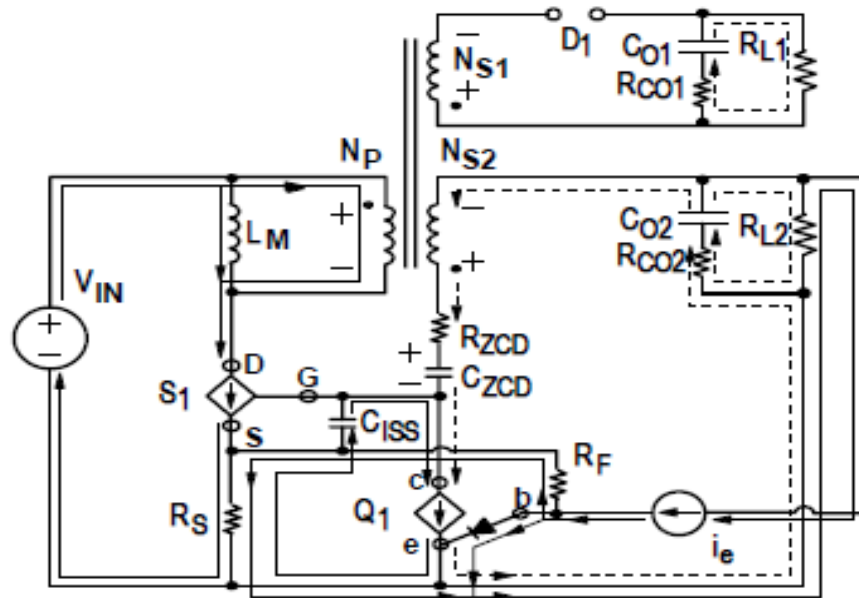 D1
CO1
RL1
NS1
RCO1
NP
NS2
LM
CO2
RL2
RCO2
VIN
RZCD
CZCD
D
G
S1
CISS
S
RF
c
b
RS
Q1
e
ie